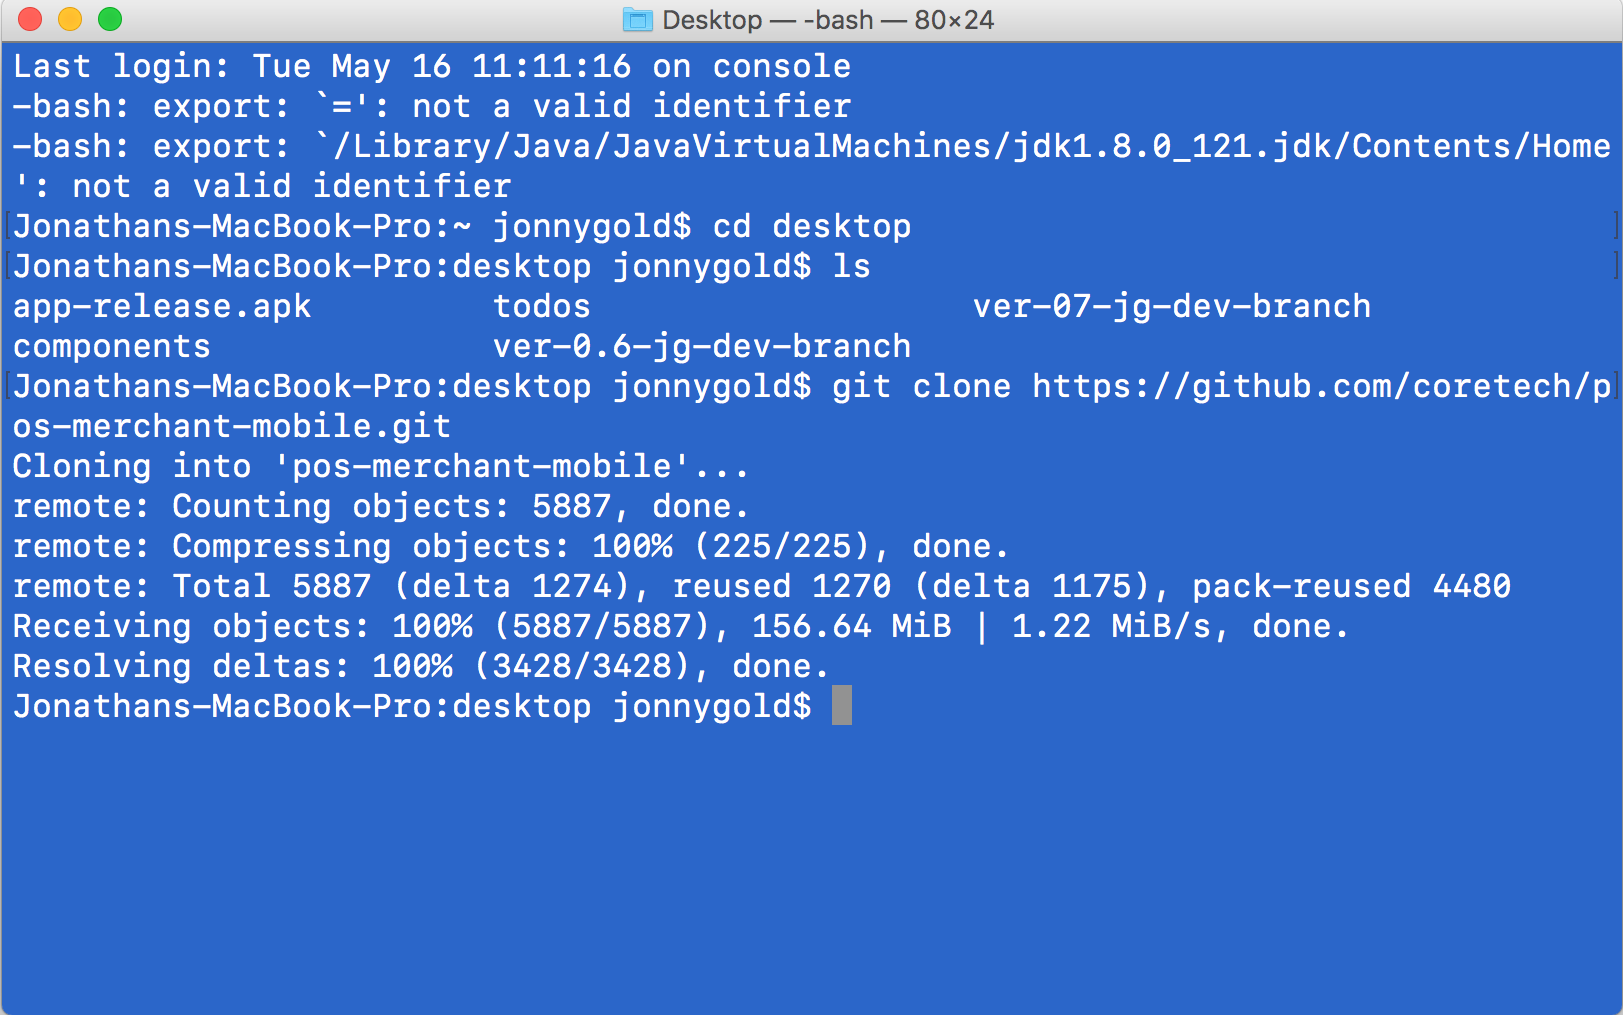 Desktop — -bash — 80×24
Last login: Tue May 16 11:11:16 on console
-bash: export: `=': not a valid identifier
-bash: export: `/Library/Java/JavaVirtualMachines/jdk1.8.0_121.jdk/Contents/Home
': not a valid identifier
[Jonathans-MacBook-Pro:~ jonnygold$ cd desktop ]
[Jonathans-MacBook-Pro:desktop jonnygold$ ls ]
app-release.apk         todos                   ver-07-jg-dev-branch
components              ver-0.6-jg-dev-branch
[Jonathans-MacBook-Pro:desktop jonnygold$ git clone https://github.com/coretech/p]
os-merchant-mobile.git
Cloning into 'pos-merchant-mobile'...
remote: Counting objects: 5887, done.
remote: Compressing objects: 100% (225/225), done.
remote: Total 5887 (delta 1274), reused 1270 (delta 1175), pack-reused 4480
Receiving objects: 100% (5887/5887), 156.64 MiB | 1.22 MiB/s, done.
Resolving deltas: 100% (3428/3428), done.
Jonathans-MacBook-Pro:desktop jonnygold$